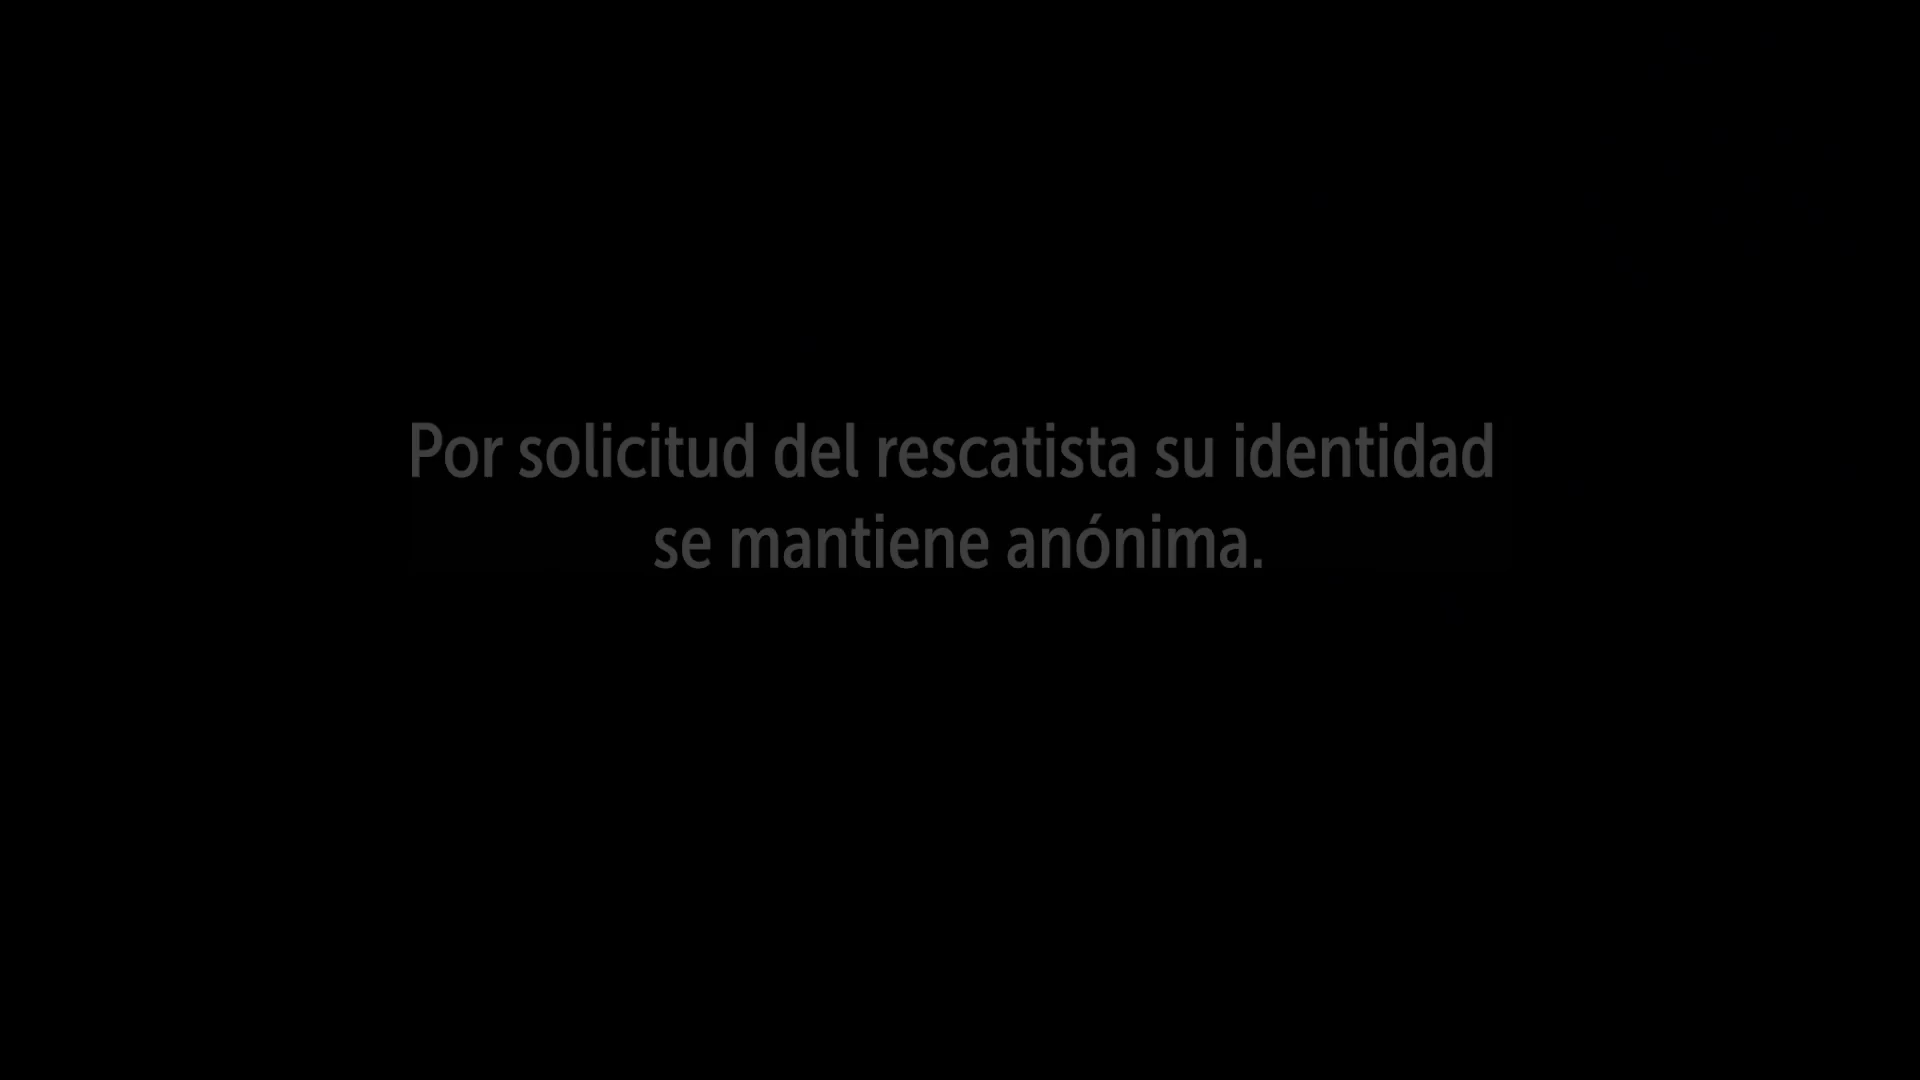 Por solicitud del rescatista su identidad
se mantiene anónima.